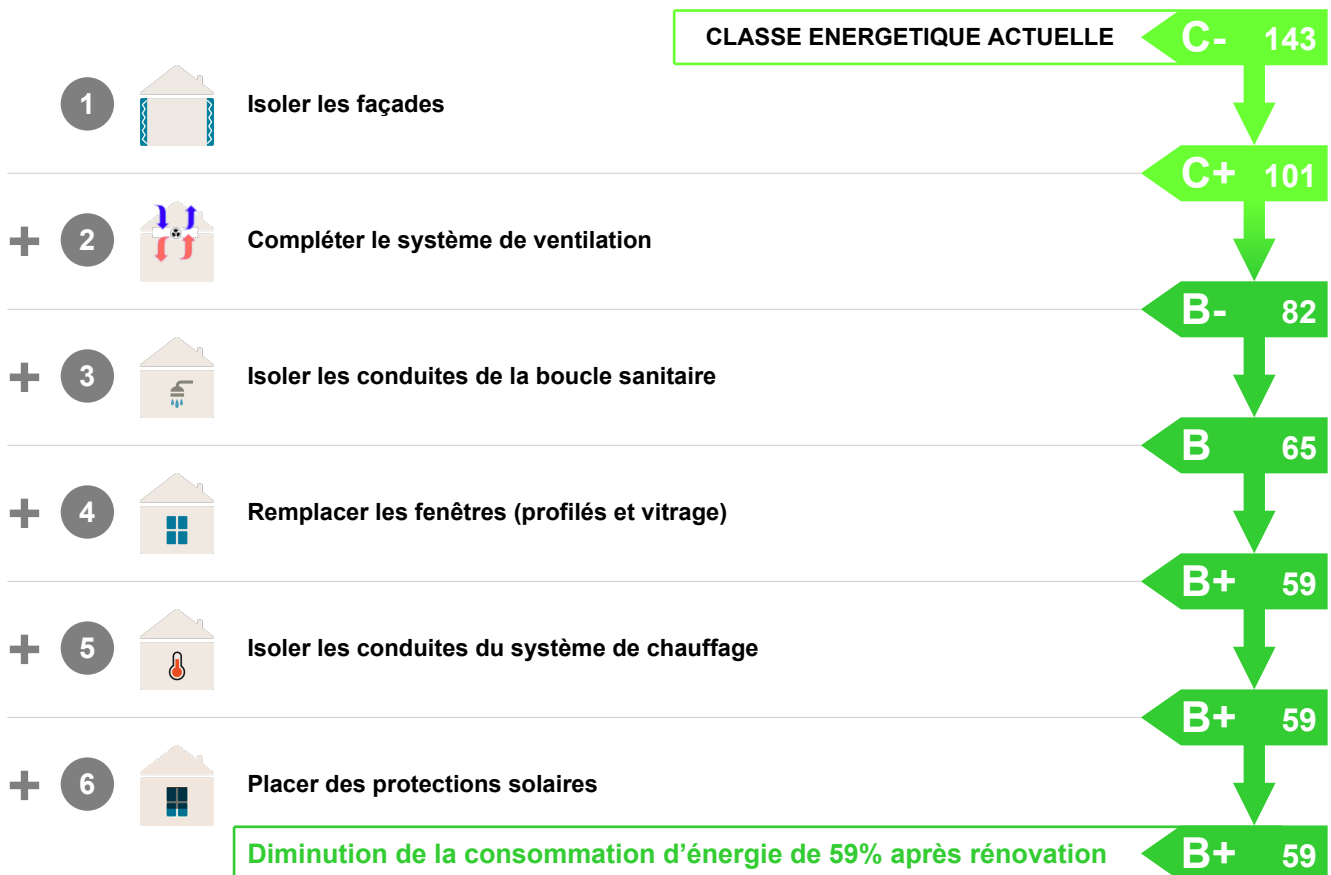 CLASSE ENERGETIQUE ACTUELLE C- 143
1 Isoler les façades
C+ 101
+ 2 Compléter le système de ventilation
B- 82
+ 3 Isoler les conduites de la boucle sanitaire
B 65
+ 4 Remplacer les fenêtres (profilés et vitrage)
B+ 59
+ 5 Isoler les conduites du système de chauffage
B+ 59
+ 6 Placer des protections solaires
Diminution de la consommation d’énergie de 59% après rénovation B+ 59